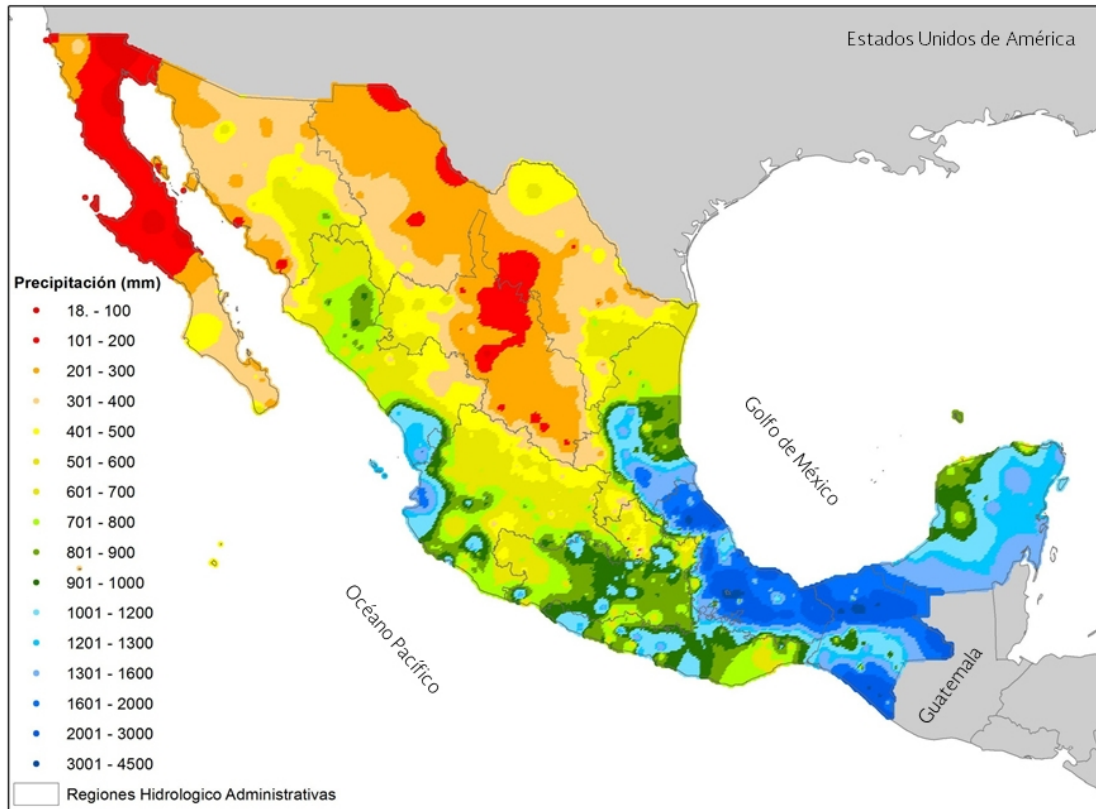 Estados Unidos de América
Golfo de México
Océano Pacífico
Guatemala
Precipitación (mm)
18. - 100
101 - 200
201 - 300
301 - 400
401 - 500
501 - 600
601 - 700
701 - 800
801 - 900
901 - 1000
1001 - 1200
1201 - 1300
1301 - 1600
1601 - 2000
2001 - 3000
3001 - 4500
Regiones Hidrologico Administrativas